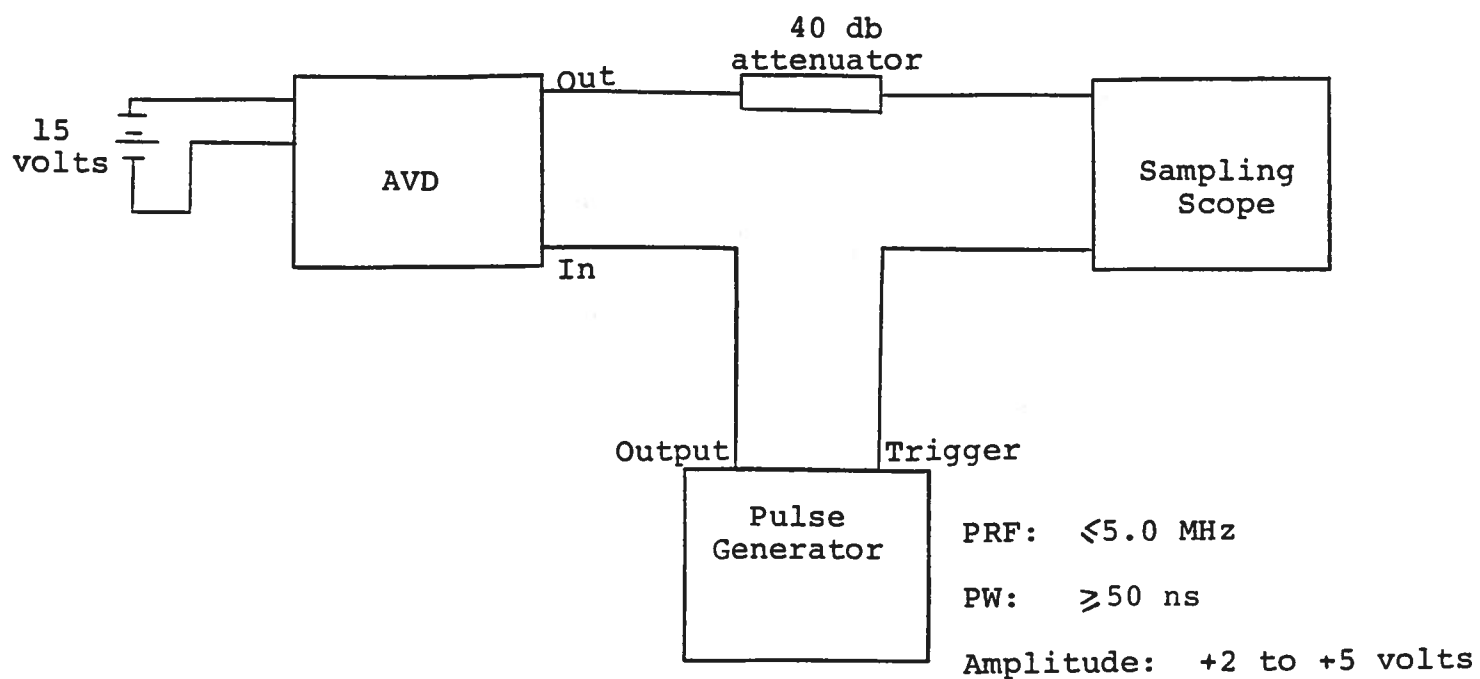 40 db
attenuator
Out
15
volts
AVD
Sampling
Scope
In
Output
Trigger
Pulse
Generator
PRF: ⩽5.0 MHz
PW: ⩾50 ns
Amplitude: +2 to +5 volts